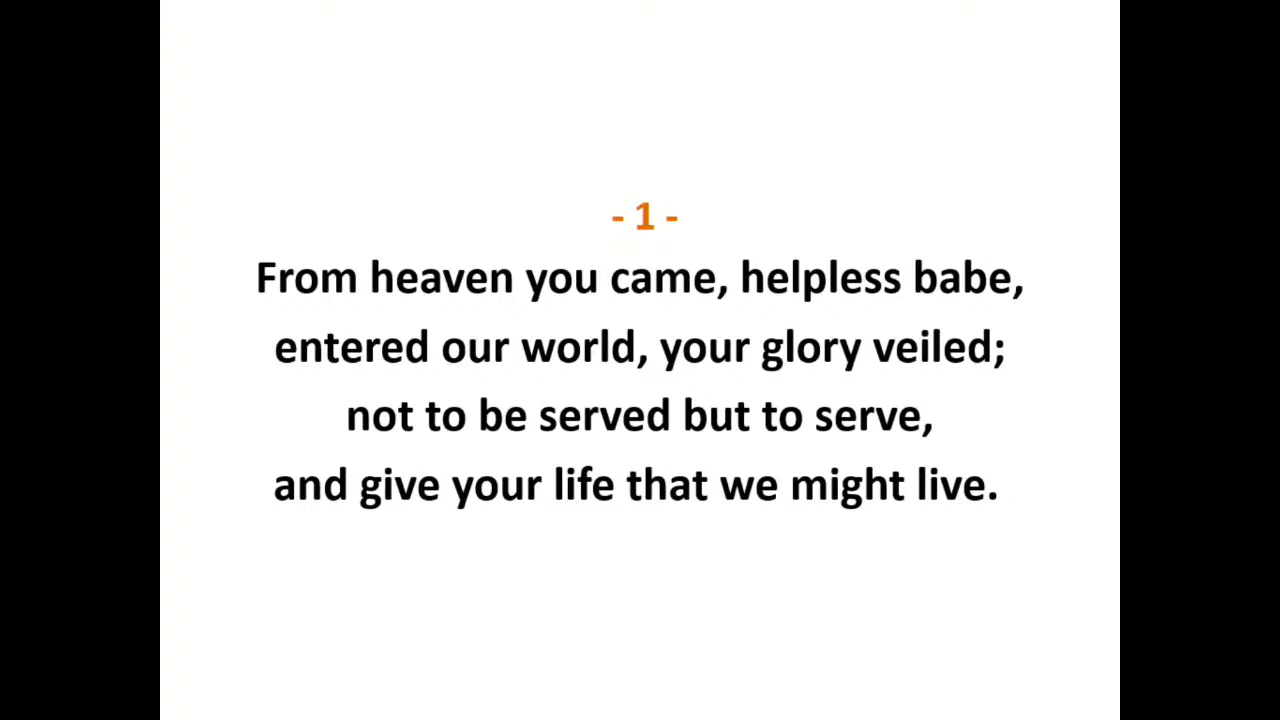 - 1 -
From heaven you came, helpless babe,
entered our world, your glory veiled;
not to be served but to serve,
and give your life that we might live.